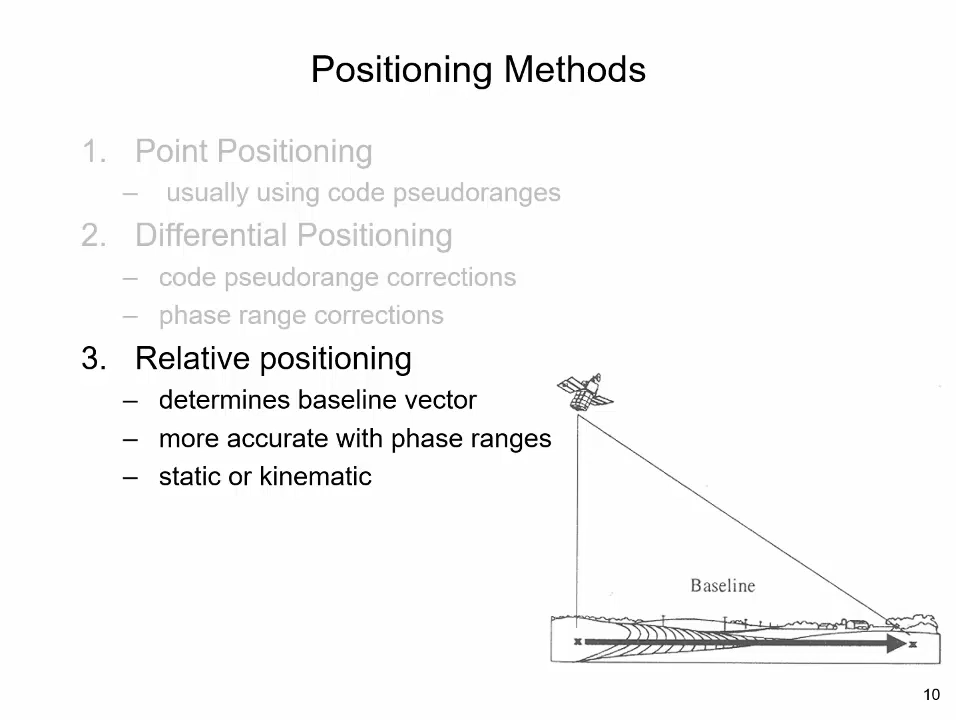 Positioning Methods
1. Point Positioning
– usually using code pseudoranges
2. Differential Positioning
– code pseudorange corrections
– phase range corrections
3. Relative positioning
– determines baseline vector
– more accurate with phase ranges
– static or kinematic
Baseline
x x
10